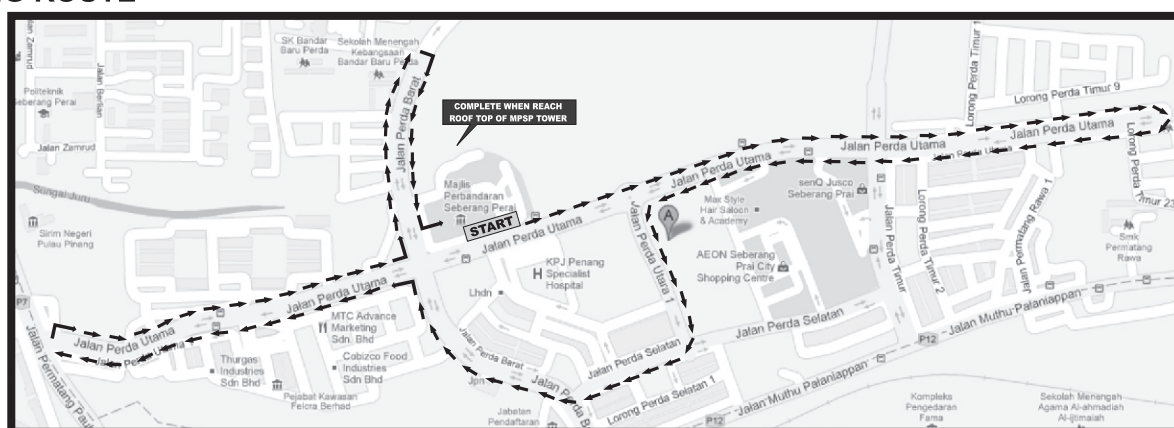 SK Bandar
Baru Perda
Sekolah Menengah
Kebangsaan
Bandar Baru Perda
Politeknik
Seberang Perai
Jalan Zamrud
Jalan Berlian
Sungai Juru
Sirim Negeri
Pulau Pinang
Jalan Perda Barat
COMPLETE WHEN REACH
ROOF TOP OF MPSP TOWER
Majlis
Perbandaran
Seberang Perai
START
Jalan Perda Utama
Jalan Perda Utama
Jalan Perda Utama
Jalan Perda Utama
Jalan Perda Utama
Lorong Perda Timur 1
Lorong Perda Timur 9
senQ Jusco
Seberang Prai
Max Style
Hair Saloon
& Academy
A
AEON Seberang
Prai City
Shopping Centre
KPJ Penang
Specialist
Hospital
H
Lhdn
Jalan Perda Utara 1
Jalan Perda Timur
Lorong Perda Timur 2
Jalan Permatang Rawa 1
Smk
Permatang
Rawa
Jalan Perda Utama
Jalan Perda Utama
P7
MTC Advance
Marketing
Sdn Bhd
Cobizco Food
Industries
Sdn Bhd
Thurgas
Industries
Sdn Bhd
Pejabat Kawasan
Felcra Berhad
Jalan Perda Barat
Jpn
Jabatan
Pendaftaran
Jalan Perda Selatan
Jalan Perda Selatan
Lorong Perda Selatan 1
Jalan Muthu Palaniappan
P12
Jalan Muthu Palaniappan
P12
Kompleks
Pengedaran
Fama
Sekolah Menengah
Agama Al-ahmadiah
Al-ijtimaiah